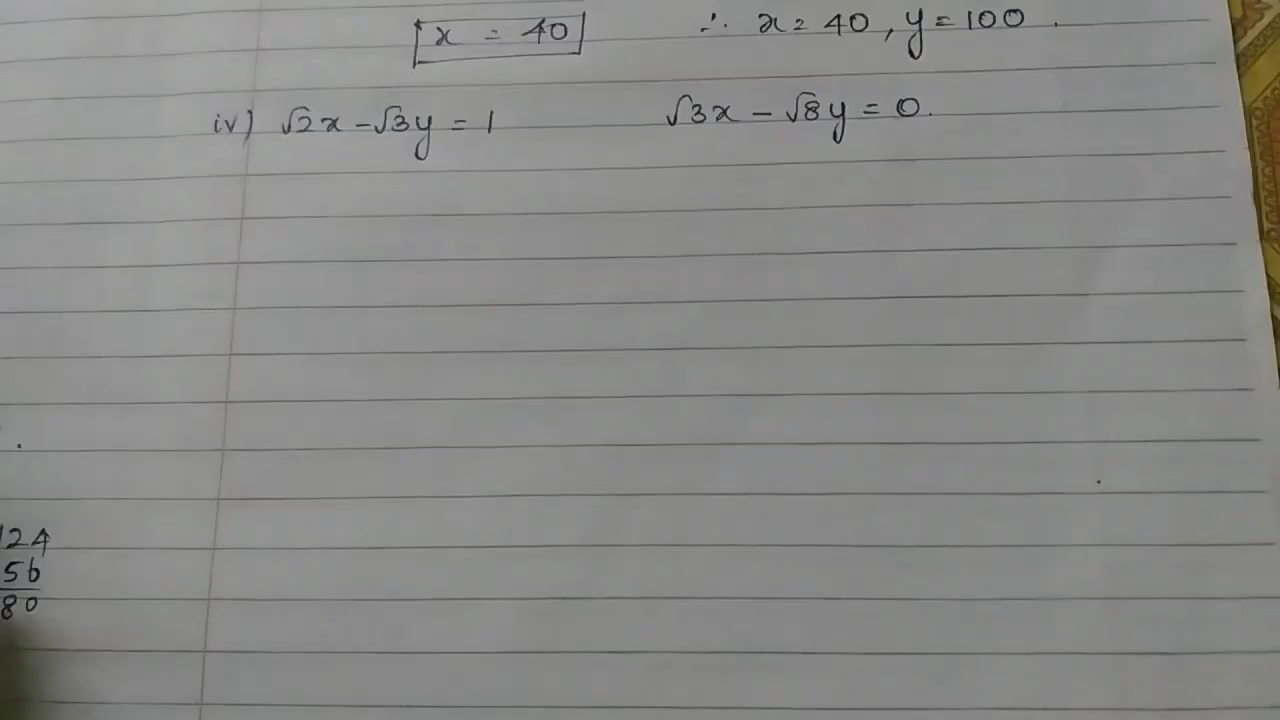 x = 40 ∴ x = 40 , y = 100 .
iv) √2x - √3y = 1 √3x - √8y = 0.
124
56
80